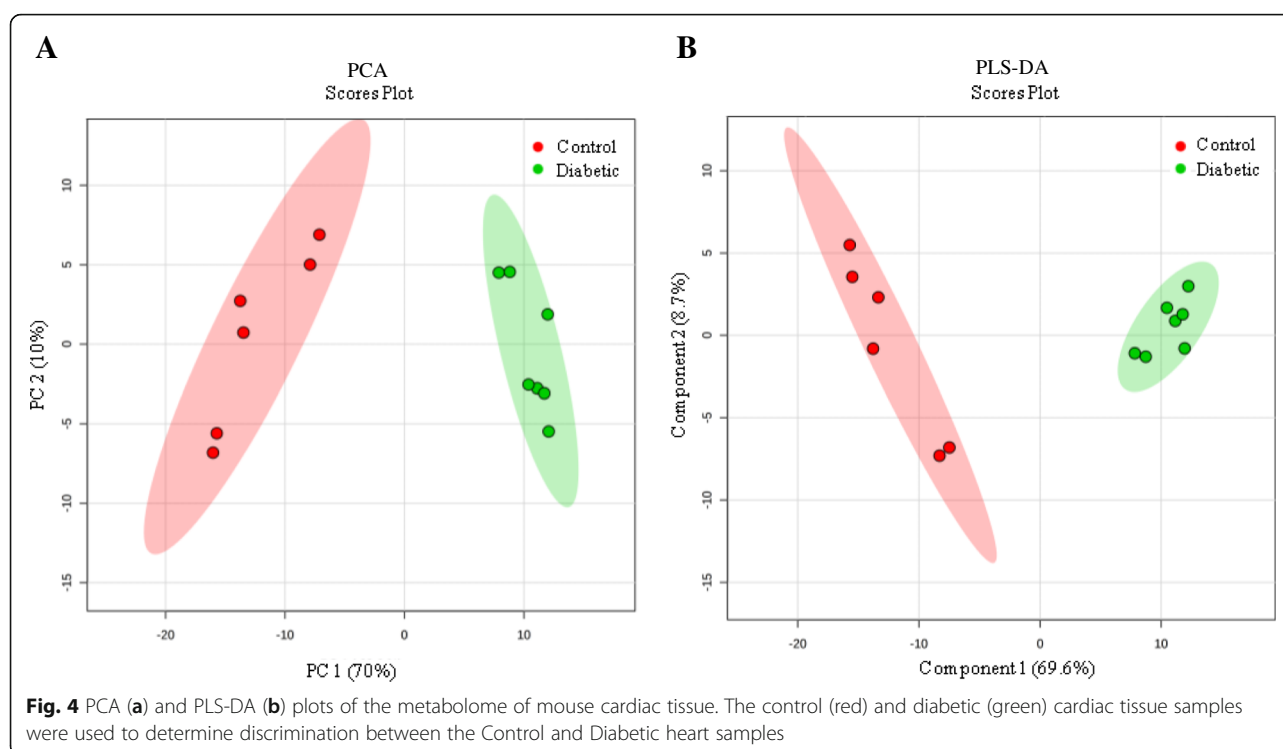 A
PCA
Scores Plot
Control
Diabetic
10
5
0
-5
-10
-15
PC 2 (10%)
-20
-10
0
10
PC 1 (70%)
B
PLS-DA
Scores Plot
Control
Diabetic
10
5
0
-5
-10
-15
Component 2 (8.7%)
-20
-10
0
10
Component 1 (69.6%)
Fig. 4 PCA (a) and PLS-DA (b) plots of the metabolome of mouse cardiac tissue. The control (red) and diabetic (green) cardiac tissue samples
were used to determine discrimination between the Control and Diabetic heart samples